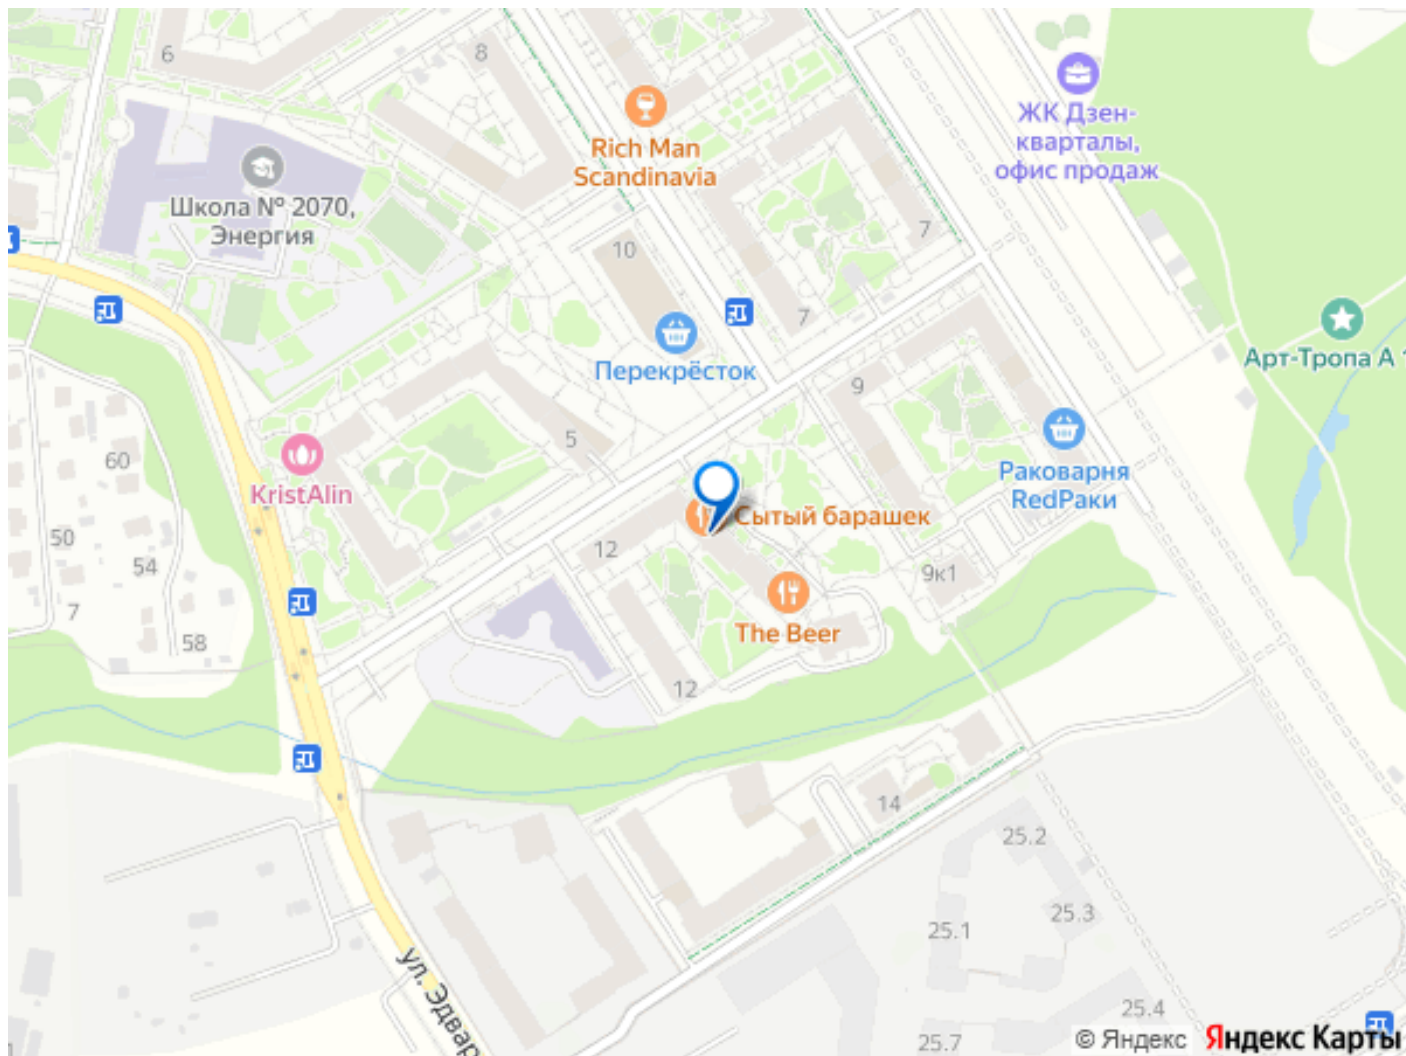 6
8
Rich Man
Scandinavia
ЖК Дзен-
кварталы,
офис продаж
Школа № 2070,
Энергия
10
7
7
Перекрёсток
Арт-Тропа А 1
9
5
60
KristAlin
Раковарня
RedРаки
Сытый барашек
50
54
12
9к1
7
58
The Beer
12
14
25.2
25.3
25.1
ул. Эдвар
25.4
25.7
© Яндекс
Яндекс Карты